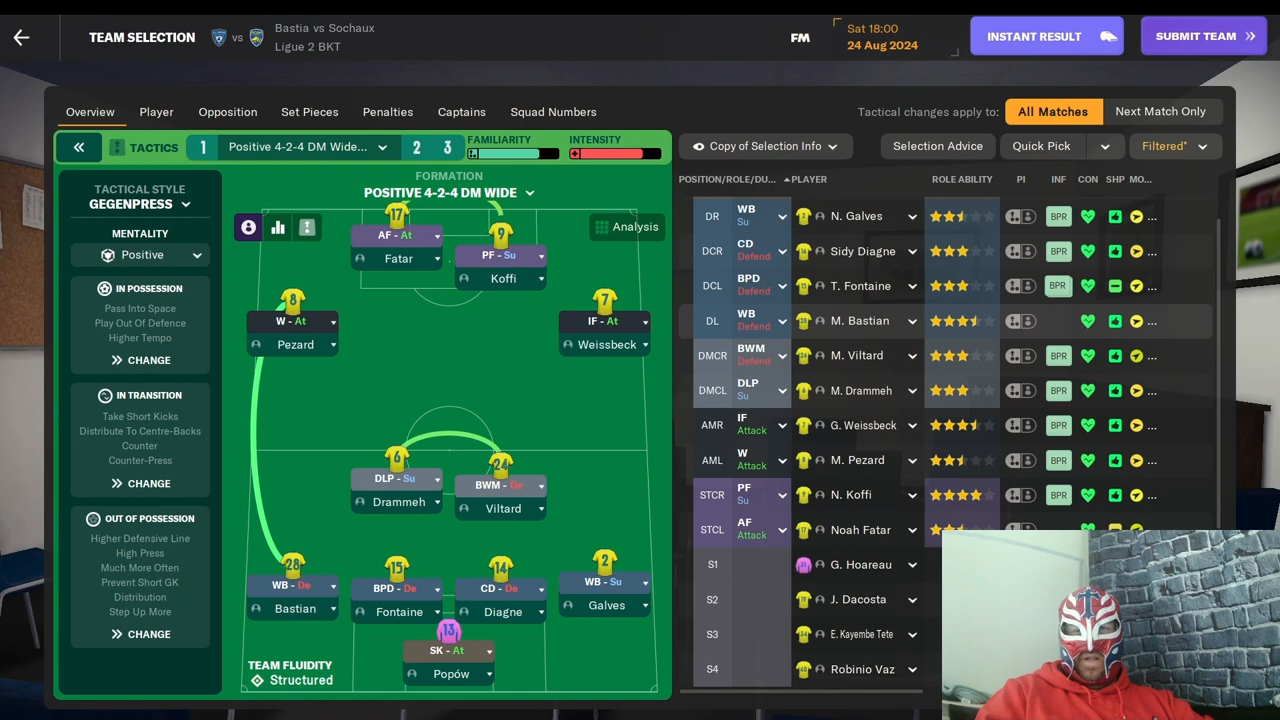 TEAM SELECTION
vs
Bastia vs Sochaux
Ligue 2 BKT
FM
Sat 18:00
24 Aug 2024
INSTANT RESULT
SUBMIT TEAM
Overview
Player
Opposition
Set Pieces
Penalties
Captains
Squad Numbers
Tactical changes apply to:
All Matches
Next Match Only
TACTICS
1
Positive 4-2-4 DM Wide...
2
3
FAMILIARITY
INTENSITY
TACTICAL STYLE
GEGENPRESS
MENTALITY
Positive
IN POSSESSION
Pass Into Space
Play Out Of Defence
Higher Tempo
CHANGE
IN TRANSITION
Take Short Kicks
Distribute To Centre-Backs
Counter
Counter-Press
CHANGE
OUT OF POSSESSION
Higher Defensive Line
High Press
Much More Often
Prevent Short GK
Distribution
Step Up More
CHANGE
FORMATION
POSITIVE 4-2-4 DM WIDE
Analysis
17
AF - At
Fatar
9
PF - Su
Koffi
8
W - At
Pezard
7
IF - At
Weissbeck
6
DLP - Su
Drammeh
24
BWM - De
Viltard
28
WB - De
Bastian
15
BPD - De
Fontaine
14
CD - De
Diagne
2
WB - Su
Galves
13
SK - At
Popów
TEAM FLUIDITY
Structured
Copy of Selection Info
Selection Advice
Quick Pick
Filtered*
POSITION/ROLE/DU...
PLAYER
ROLE ABILITY
PI
INF
CON
SHP
MO...
DR
WB
Su
N. Galves
BPR
...
DCR
CD
Defend
Sidy Diagne
BPR
...
DCL
BPD
Defend
T. Fontaine
BPR
...
DL
WB
Defend
M. Bastian
...
DMCR
BWM
Defend
M. Viltard
BPR
...
DMCL
DLP
Su
M. Drammeh
BPR
...
AMR
IF
Attack
G. Weissbeck
BPR
...
AML
W
Attack
M. Pezard
BPR
...
STCR
PF
Su
N. Koffi
BPR
...
STCL
AF
Attack
Noah Fatar
S1
G. Hoareau
S2
J. Dacosta
S3
E. Kayembe Tete
S4
Robinio Vaz